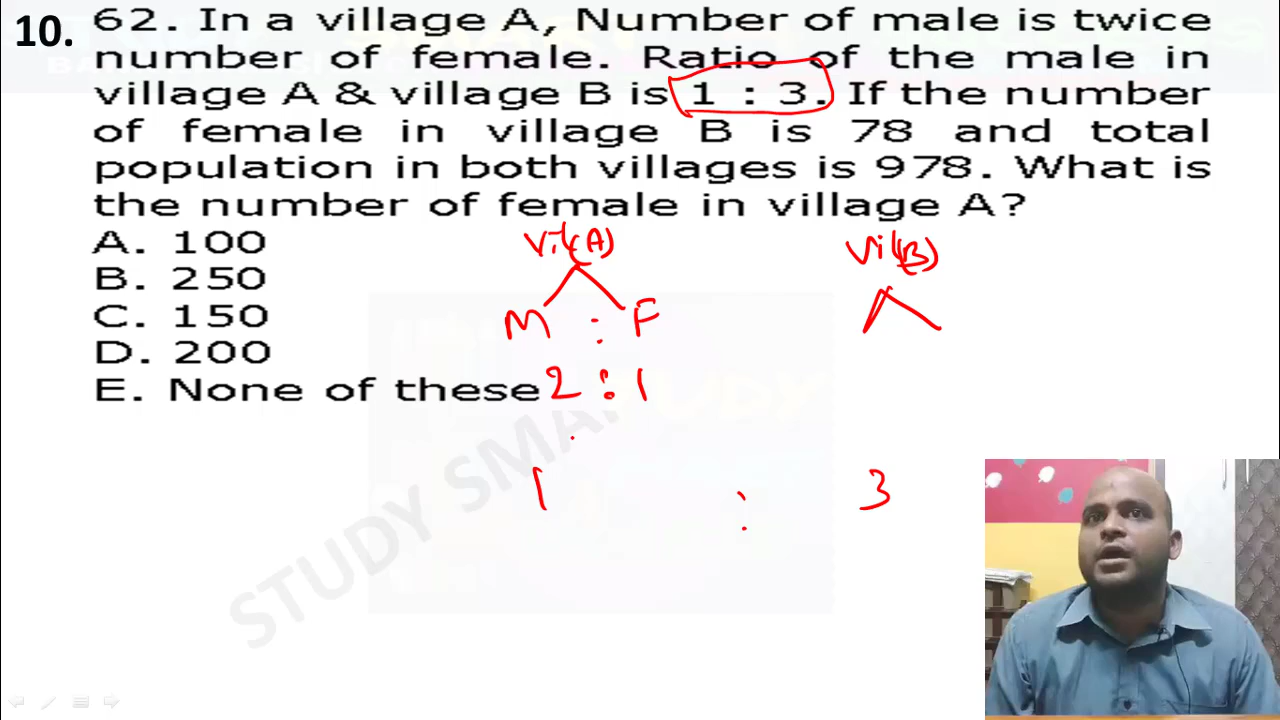 10.
62. In a village A, Number of male is twice
number of female. Ratio of the male in
village A & village B is 1 : 3. If the number
of female in village B is 78 and total
population in both villages is 978. What is
the number of female in village A?
A. 100
B. 250
C. 150
D. 200
E. None of these
Vil(A) Vil(B)
M : F
2 : 1
1 : 3
STUDY SMA